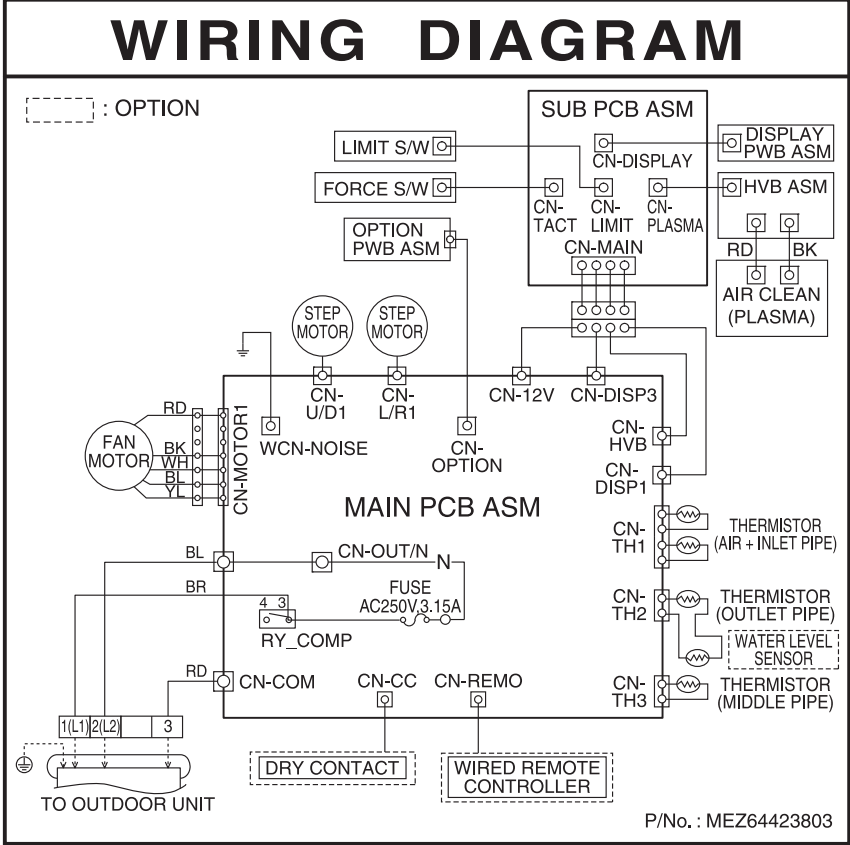 WIRING DIAGRAM
: OPTION
SUB PCB ASM
LIMIT S/W
CN-DISPLAY
DISPLAY
PWB ASM
FORCE S/W
CN-
TACT
CN-
LIMIT
CN-
PLASMA
HVB ASM
OPTION
PWB ASM
CN-MAIN
RD
BK
AIR CLEAN
(PLASMA)
STEP
MOTOR
STEP
MOTOR
CN-
U/D1
CN-
L/R1
CN-12V
CN-DISP3
FAN
MOTOR
RD
BK
WH
BL
YL
CN-MOTOR1
WCN-NOISE
CN-
OPTION
CN-
HVB
CN-
DISP1
MAIN PCB ASM
CN-
TH1
THERMISTOR
(AIR + INLET PIPE)
BL
CN-OUT/N
N
BR
FUSE
AC250V,3.15A
4 3
RY_COMP
CN-
TH2
THERMISTOR
(OUTLET PIPE)
WATER LEVEL
SENSOR
RD
CN-COM
CN-CC
CN-REMO
CN-
TH3
THERMISTOR
(MIDDLE PIPE)
1(L1) 2(L2) 3
DRY CONTACT
WIRED REMOTE
CONTROLLER
TO OUTDOOR UNIT
P/No. : MEZ64423803